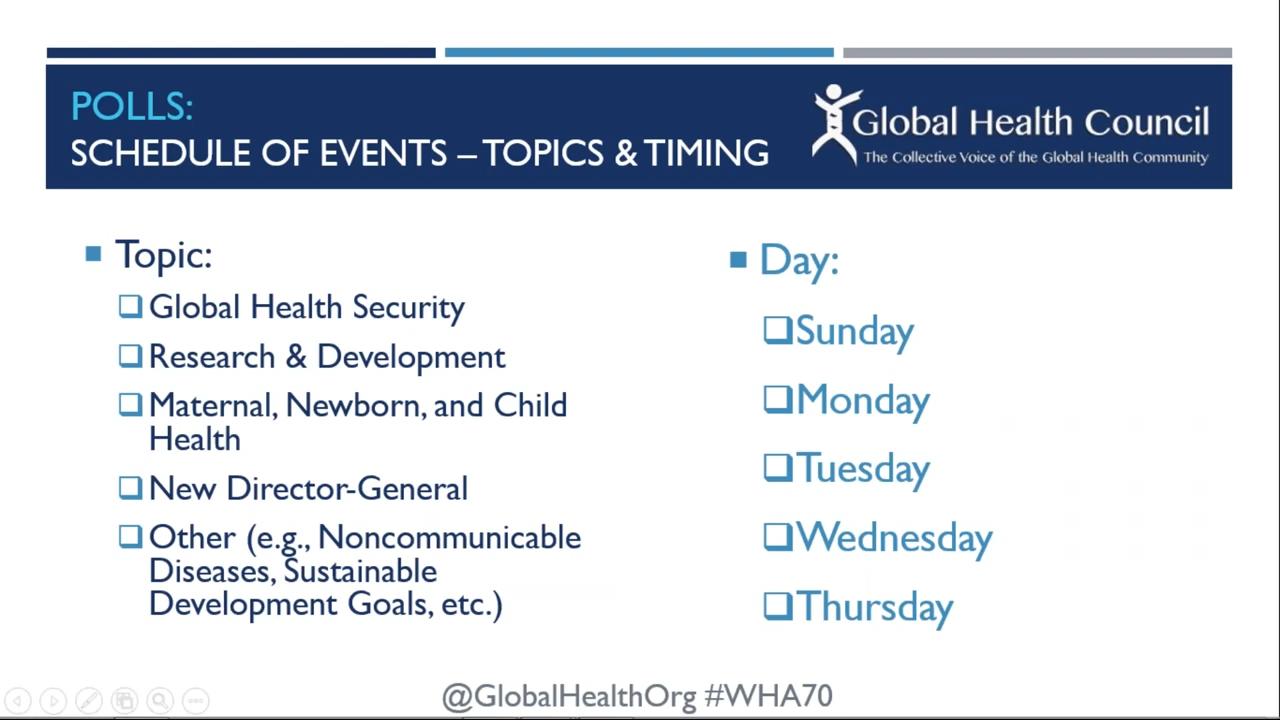 POLLS:
SCHEDULE OF EVENTS – TOPICS & TIMING
Global Health Council
The Collective Voice of the Global Health Community
Topic:
Global Health Security
Research & Development
Maternal, Newborn, and Child
Health
New Director-General
Other (e.g., Noncommunicable
Diseases, Sustainable
Development Goals, etc.)
Day:
Sunday
Monday
Tuesday
Wednesday
Thursday
@GlobalHealthOrg #WHA70